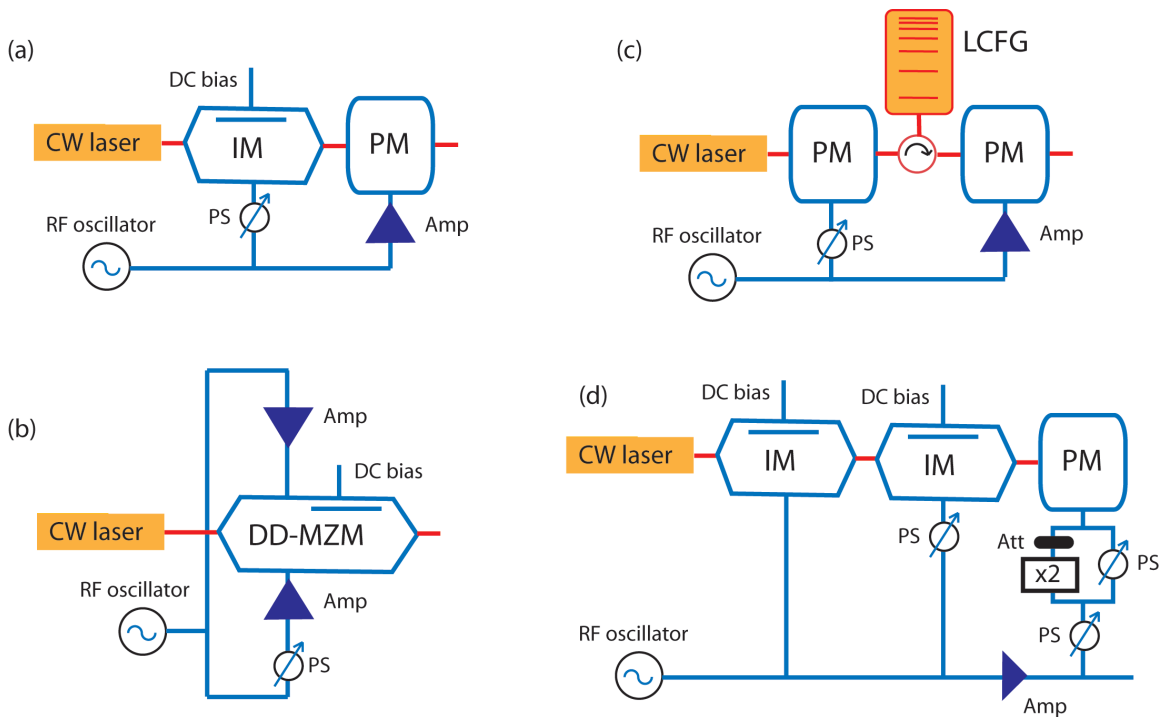 (a)
DC bias
CW laser
IM
PM
PS
Amp
RF oscillator
(b)
Amp
DC bias
CW laser
DD-MZM
RF oscillator
Amp
PS
(c)
LCFG
CW laser
PM
PM
PS
Amp
RF oscillator
(d)
DC bias
DC bias
CW laser
IM
IM
PM
PS
Att
x2
PS
PS
RF oscillator
Amp